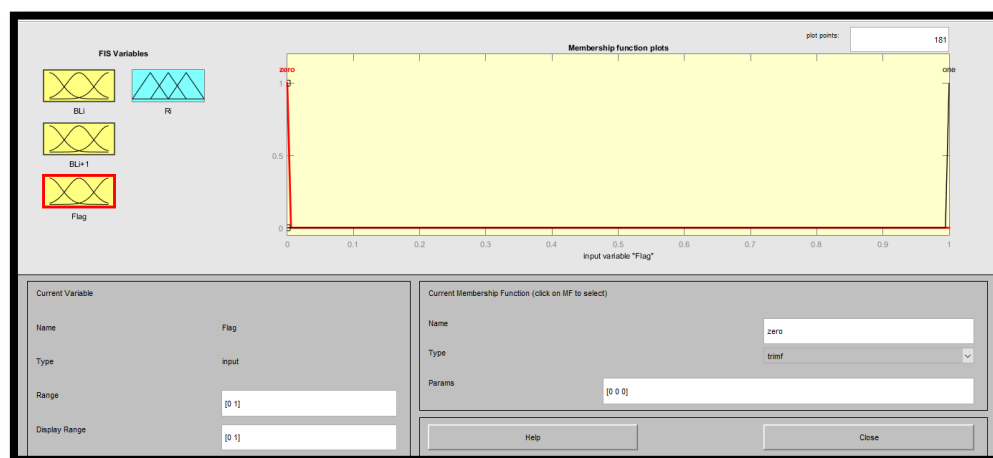 plot points:
181
FIS Variables
Membership function plots
zero
one
BLi
Ri
BLi+1
Flag
1
0.5
0
0
0.1
0.2
0.3
0.4
0.5
0.6
0.7
0.8
0.9
1
input variable "Flag"
Current Variable
Name
Flag
Type
input
Range
[0 1]
Display Range
[0 1]
Current Membership Function (click on MF to select)
Name
zero
Type
trimf
Params
[0 0 0]
Help
Close